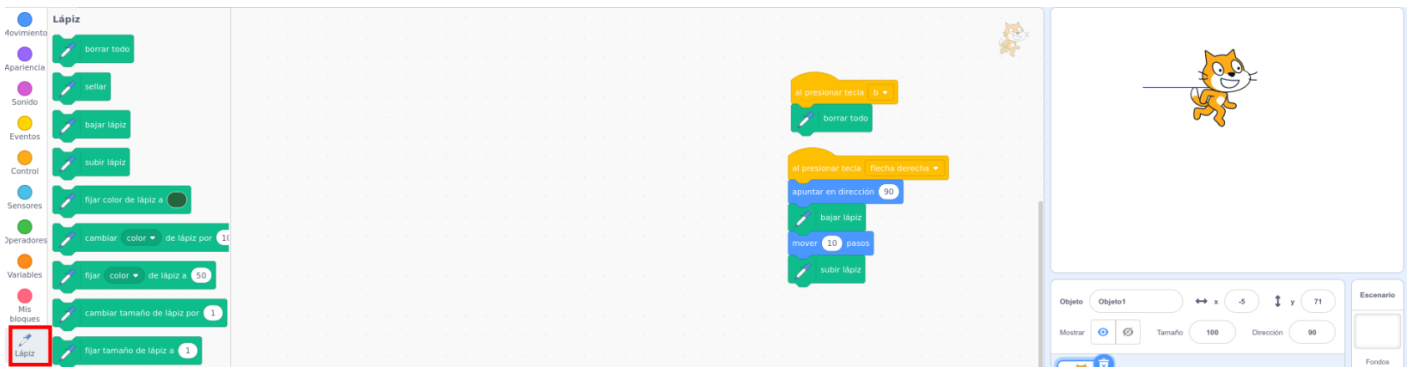 Movimiento
Apariencia
Sonido
Eventos
Control
Sensores
Operadores
Variables
Mis
bloques
Lápiz
Lápiz
borrar todo
sellar
bajar lápiz
subir lápiz
fijar color de lápiz a
cambiar color de lápiz por 10
fijar color de lápiz a 50
cambiar tamaño de lápiz por 1
fijar tamaño de lápiz a 1
al presionar tecla b
borrar todo
al presionar tecla flecha derecha
apuntar en dirección 90
bajar lápiz
mover 10 pasos
subir lápiz
Objeto Objeto1 x -5 y 71
Mostrar Tamaño 100 Dirección 90
Escenario
Fondos